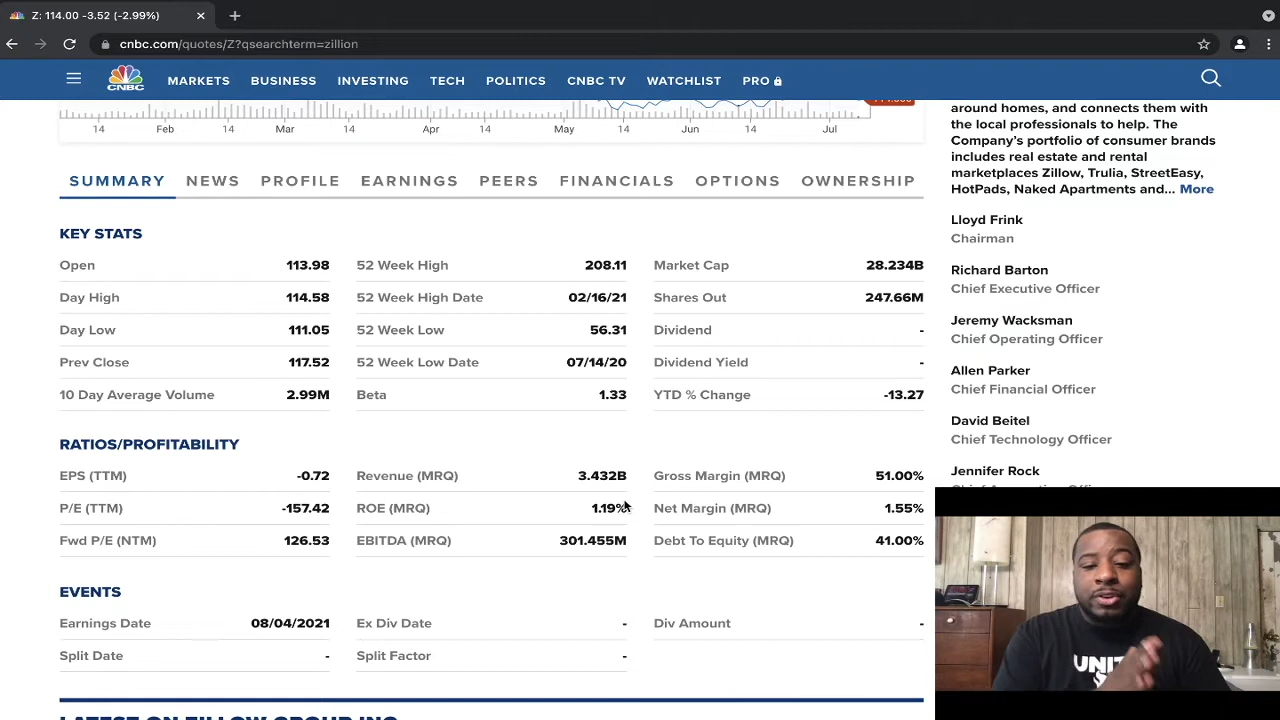 Z: 114.00 -3.52 (-2.99%)
cnbc.com/quotes/Z?qsearchterm=zillion
CNBC
MARKETS BUSINESS INVESTING TECH POLITICS CNBC TV WATCHLIST PRO
14 Feb 14 Mar 14 Apr 14 May 14 Jun 14 Jul
SUMMARY NEWS PROFILE EARNINGS PEERS FINANCIALS OPTIONS OWNERSHIP
KEY STATS
Open 113.98 52 Week High 208.11 Market Cap 28.234B
Day High 114.58 52 Week High Date 02/16/21 Shares Out 247.66M
Day Low 111.05 52 Week Low 56.31 Dividend -
Prev Close 117.52 52 Week Low Date 07/14/20 Dividend Yield -
10 Day Average Volume 2.99M Beta 1.33 YTD % Change -13.27
RATIOS/PROFITABILITY
EPS (TTM) -0.72 Revenue (MRQ) 3.432B Gross Margin (MRQ) 51.00%
P/E (TTM) -157.42 ROE (MRQ) 1.19% Net Margin (MRQ) 1.55%
Fwd P/E (NTM) 126.53 EBITDA (MRQ) 301.455M Debt To Equity (MRQ) 41.00%
EVENTS
Earnings Date 08/04/2021 Ex Div Date - Div Amount -
Split Date - Split Factor -
LATEST ON ZILLOW GROUP INC
around homes, and connects them with
the local professionals to help. The
Company's portfolio of consumer brands
includes real estate and rental
marketplaces Zillow, Trulia, StreetEasy,
HotPads, Naked Apartments and... More
Lloyd Frink
Chairman
Richard Barton
Chief Executive Officer
Jeremy Wacksman
Chief Operating Officer
Allen Parker
Chief Financial Officer
David Beitel
Chief Technology Officer
Jennifer Rock
Chief Accounting Officer